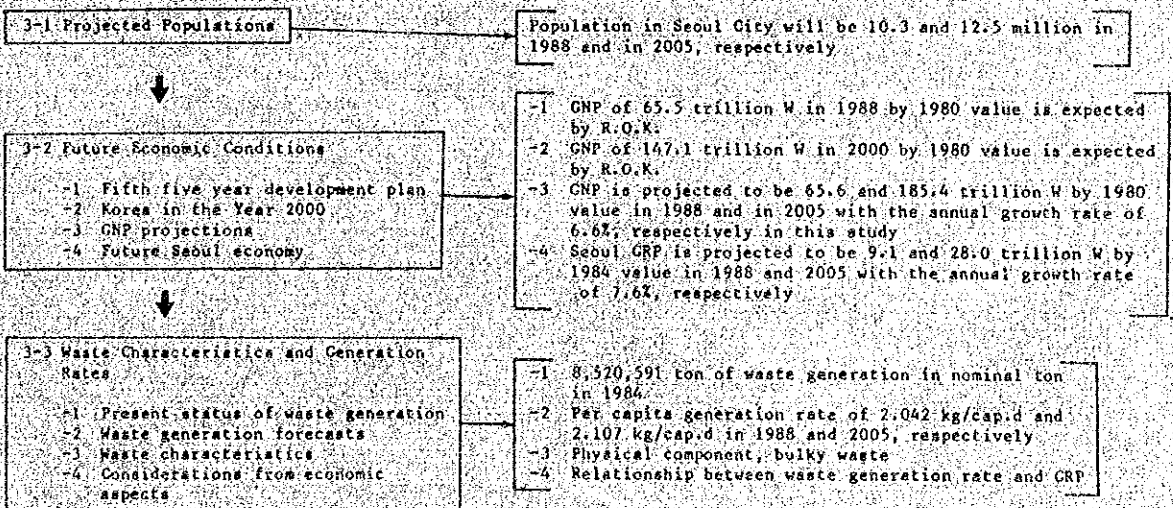 3-1 Projected Populations
Population in Seoul City will be 10.3 and 12.5 million in
1988 and in 2005, respectively
3-2 Future Economic Conditions
-1 Fifth five year development plan
-2 Korea in the Year 2000
-3 GNP projections
-4 Future Seoul economy
-1 GNP of 65.5 trillion W in 1988 by 1980 value is expected
by R.O.K.
-2 GNP of 147.1 trillion W in 2000 by 1980 value is expected
by R.O.K.
-3 GNP is projected to be 65.6 and 185.4 trillion W by 1980
value in 1988 and in 2005 with the annual growth rate of
6.6%, respectively in this study
-4 Seoul GRP is projected to be 9.1 and 28.0 trillion W by
1984 value in 1988 and 2005 with the annual growth rate
of 7.6%, respectively
3-3 Waste Characteristics and Generation
Rates
-1 Present status of waste generation
-2 Waste generation forecasts
-3 Waste characteristics
-4 Considerations from economic
aspects
-1 8,520,591 ton of waste generation in nominal ton
in 1984
-2 Per capita generation rate of 2.042 kg/cap.d and
2.107 kg/cap.d in 1988 and 2005, respectively
-3 Physical component, bulky waste
-4 Relationship between waste generation rate and GRP